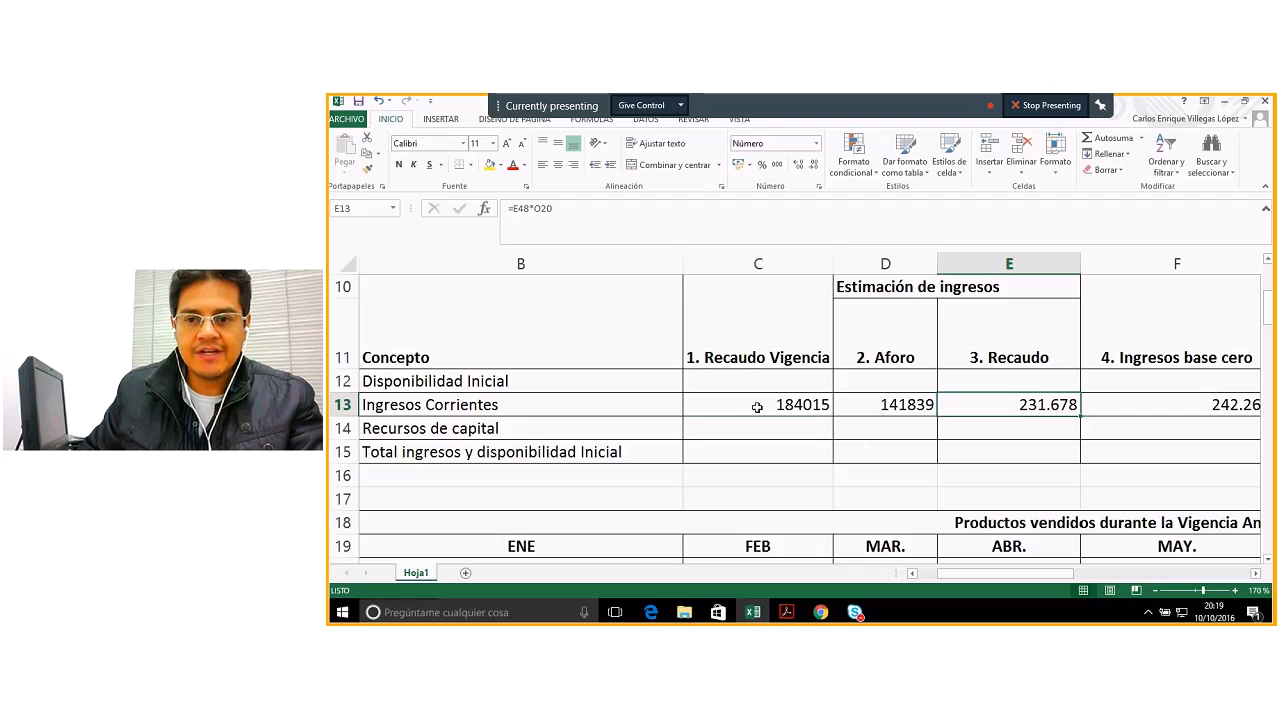 Currently presenting Give Control Stop Presenting
ARCHIVO INICIO INSERTAR DISEÑO DE PÁGINA FÓRMULAS DATOS REVISAR VISTA Carlos Enrique Villegas López
Pegar Calibri 11 Ajustar texto Número Autosuma
N K S Combinar y centrar % 000 Rellenar
Formato condicional Dar formato como tabla Estilos de celda Insertar Eliminar Formato Borrar Ordenar y filtrar Buscar y seleccionar
Portapapeles Fuente Alineación Número Estilos Celdas Modificar
E13 fx =E48*O20
B C D E F
10 Estimación de ingresos
11 Concepto 1. Recaudo Vigencia 2. Aforo 3. Recaudo 4. Ingresos base cero
12 Disponibilidad Inicial
13 Ingresos Corrientes 184015 141839 231.678 242.26
14 Recursos de capital
15 Total ingresos y disponibilidad Inicial
16
17
18 Productos vendidos durante la Vigencia An
19 ENE FEB MAR. ABR. MAY.
Hoja1
LISTO 170 %
Pregúntame cualquier cosa 20:19
10/10/2016